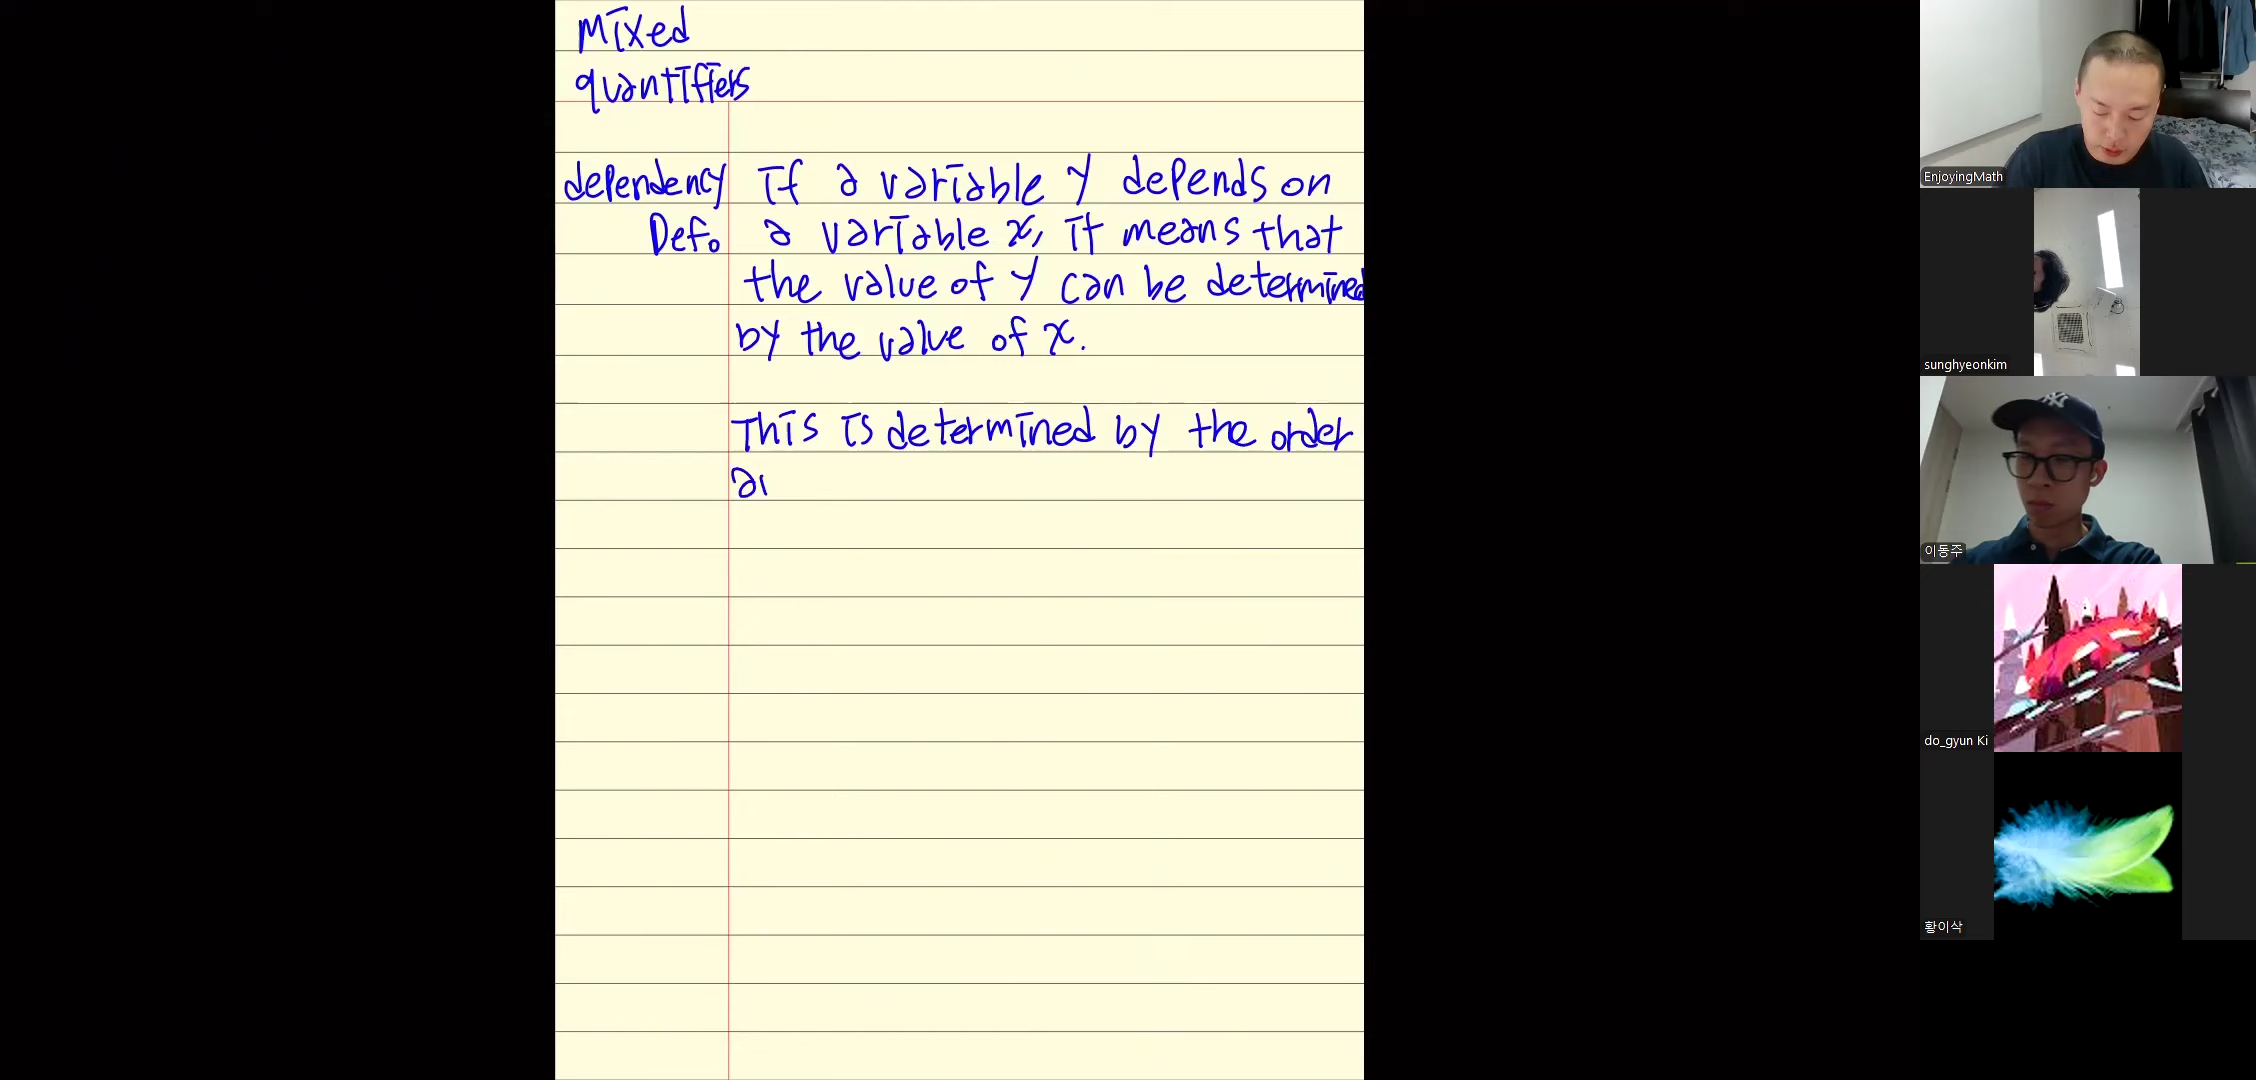 Mixed
quantifiers
dependency If a variable y depends on
Def. a variable x, it means that
the value of y can be determined
by the value of x.
This is determined by the order
EnjoyingMath
sunghyeonkim
이동주
do_gyun Ki
황이삭